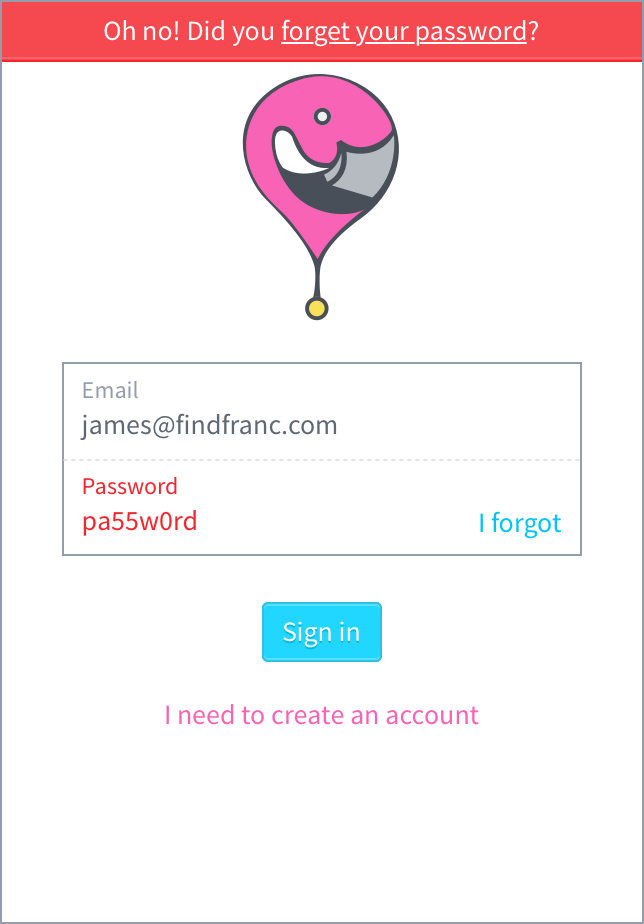 Oh no! Did you forget your password?
Email
james@findfranc.com
Password
pa55w0rd
I forgot
Sign in
I need to create an account